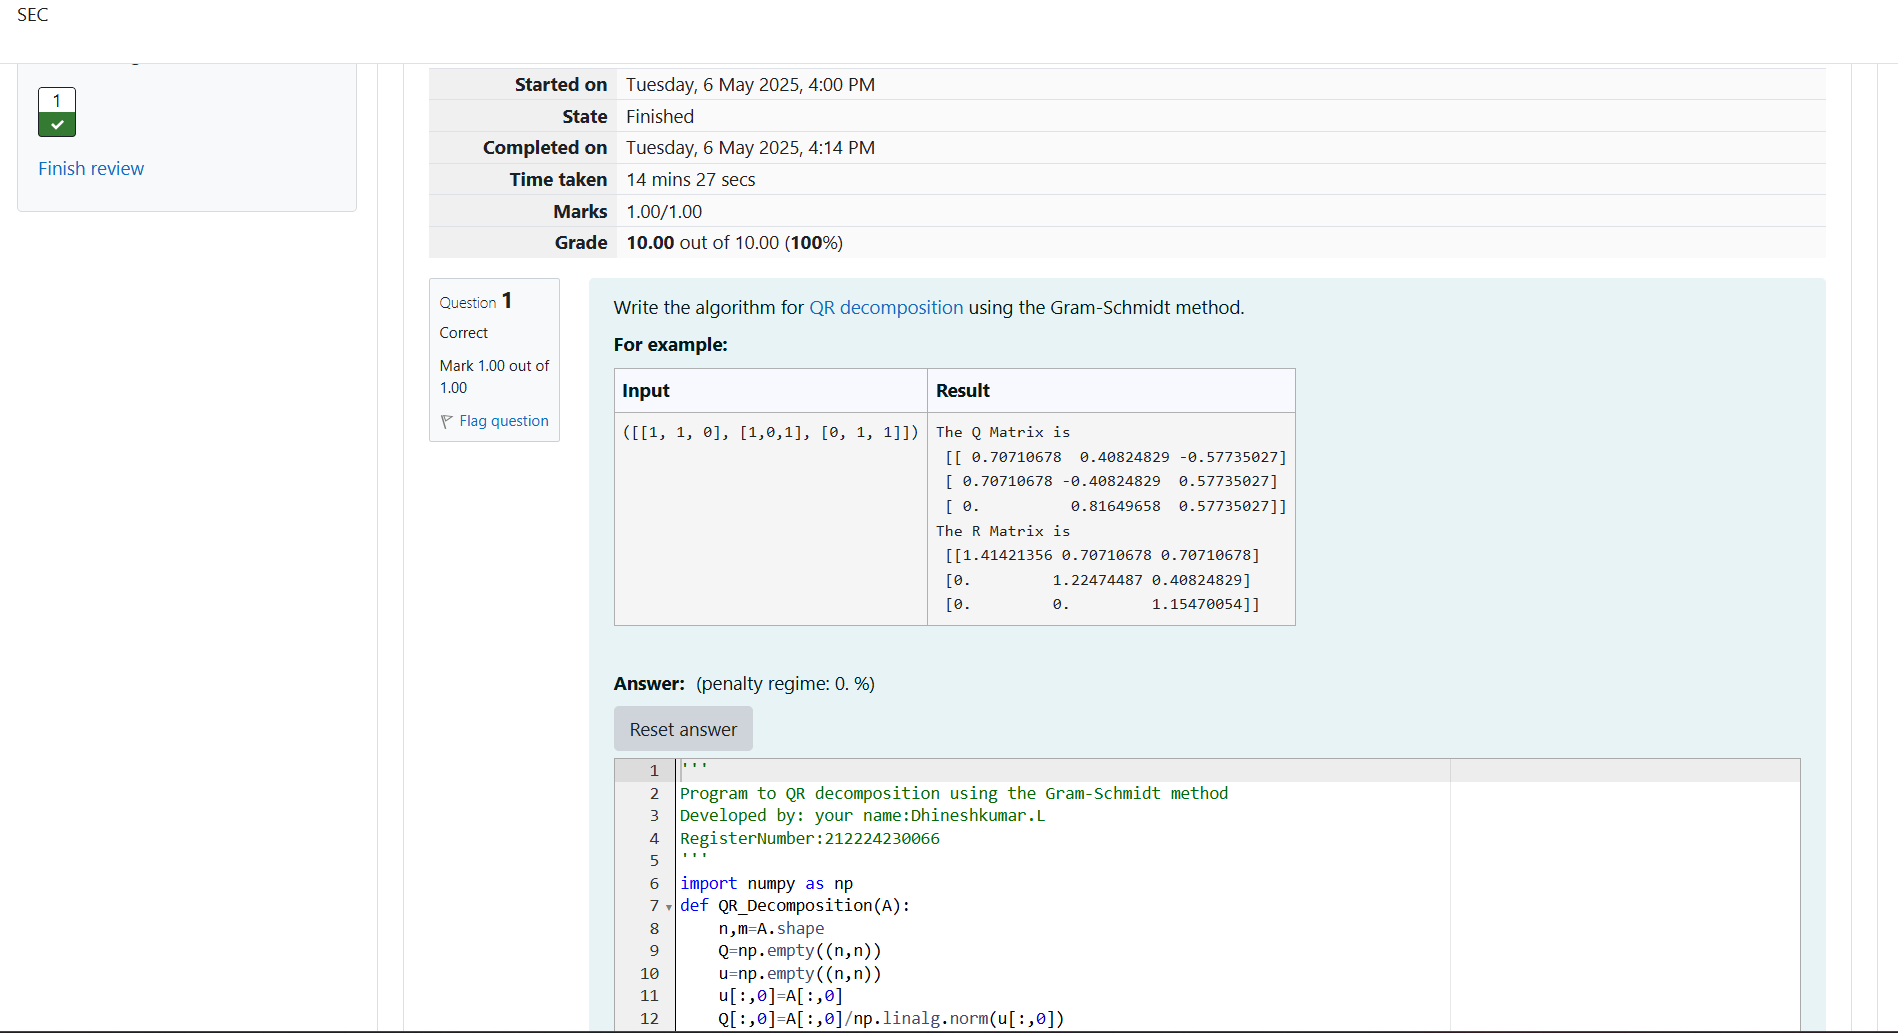 SEC
1
Finish review
Started on Tuesday, 6 May 2025, 4:00 PM
State Finished
Completed on Tuesday, 6 May 2025, 4:14 PM
Time taken 14 mins 27 secs
Marks 1.00/1.00
Grade 10.00 out of 10.00 (100%)
Question 1
Correct
Mark 1.00 out of
1.00
Flag question
Write the algorithm for QR decomposition using the Gram-Schmidt method.
For example:
Input Result
([[1, 1, 0], [1,0,1], [0, 1, 1]])
The Q Matrix is
[[ 0.70710678  0.40824829 -0.57735027]
[ 0.70710678 -0.40824829  0.57735027]
[ 0.          0.81649658  0.57735027]]
The R Matrix is
[[1.41421356 0.70710678 0.70710678]
[0.         1.22474487 0.40824829]
[0.         0.         1.15470054]]
Answer: (penalty regime: 0. %)
Reset answer
1 '''
2 Program to QR decomposition using the Gram-Schmidt method
3 Developed by: your name:Dhineshkumar.L
4 RegisterNumber:212224230066
5 '''
6 import numpy as np
7 def QR_Decomposition(A):
8     n,m=A.shape
9     Q=np.empty((n,n))
10     u=np.empty((n,n))
11     u[:,0]=A[:,0]
12     Q[:,0]=A[:,0]/np.linalg.norm(u[:,0])